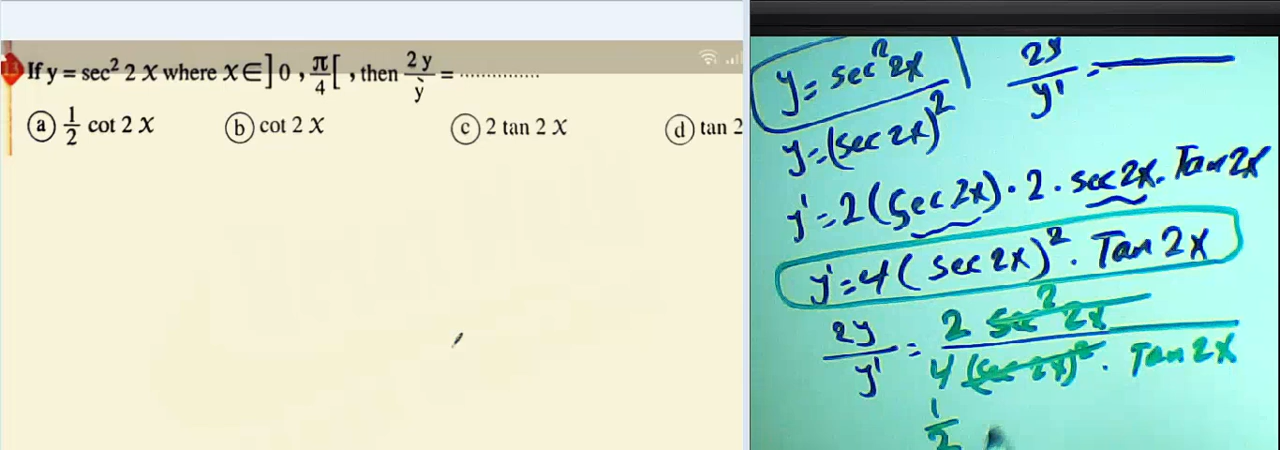 13 If y = sec² 2 X where X ∈ ]0 , π/4[ , then 2 y / y` = ...............
ⓐ 1/2 cot 2 X ⓑ cot 2 X ⓒ 2 tan 2 X ⓓ tan 2
y = sec² 2x | 2y / y' = ____
y = (sec 2x)²
y' = 2 (sec 2x) · 2 · sec 2x . Tan 2x
y' = 4 ( sec 2x)² . Tan 2x
2y / y' = 2 sec² 2x / 4 (sec 2x)² . Tan 2x
1/2